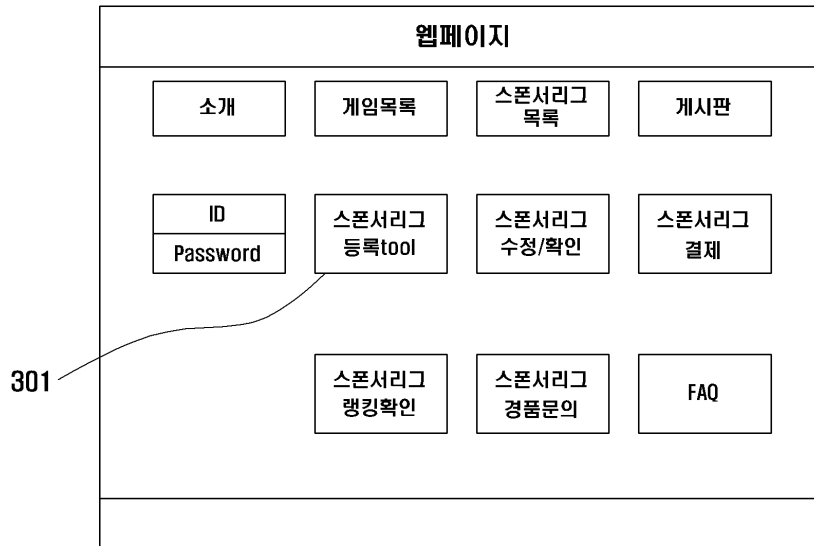 웹페이지
소개
게임목록
스폰서리그
목록
게시판
ID
Password
스폰서리그
등록tool
스폰서리그
수정/확인
스폰서리그
결제
301
스폰서리그
랭킹확인
스폰서리그
경품문의
FAQ